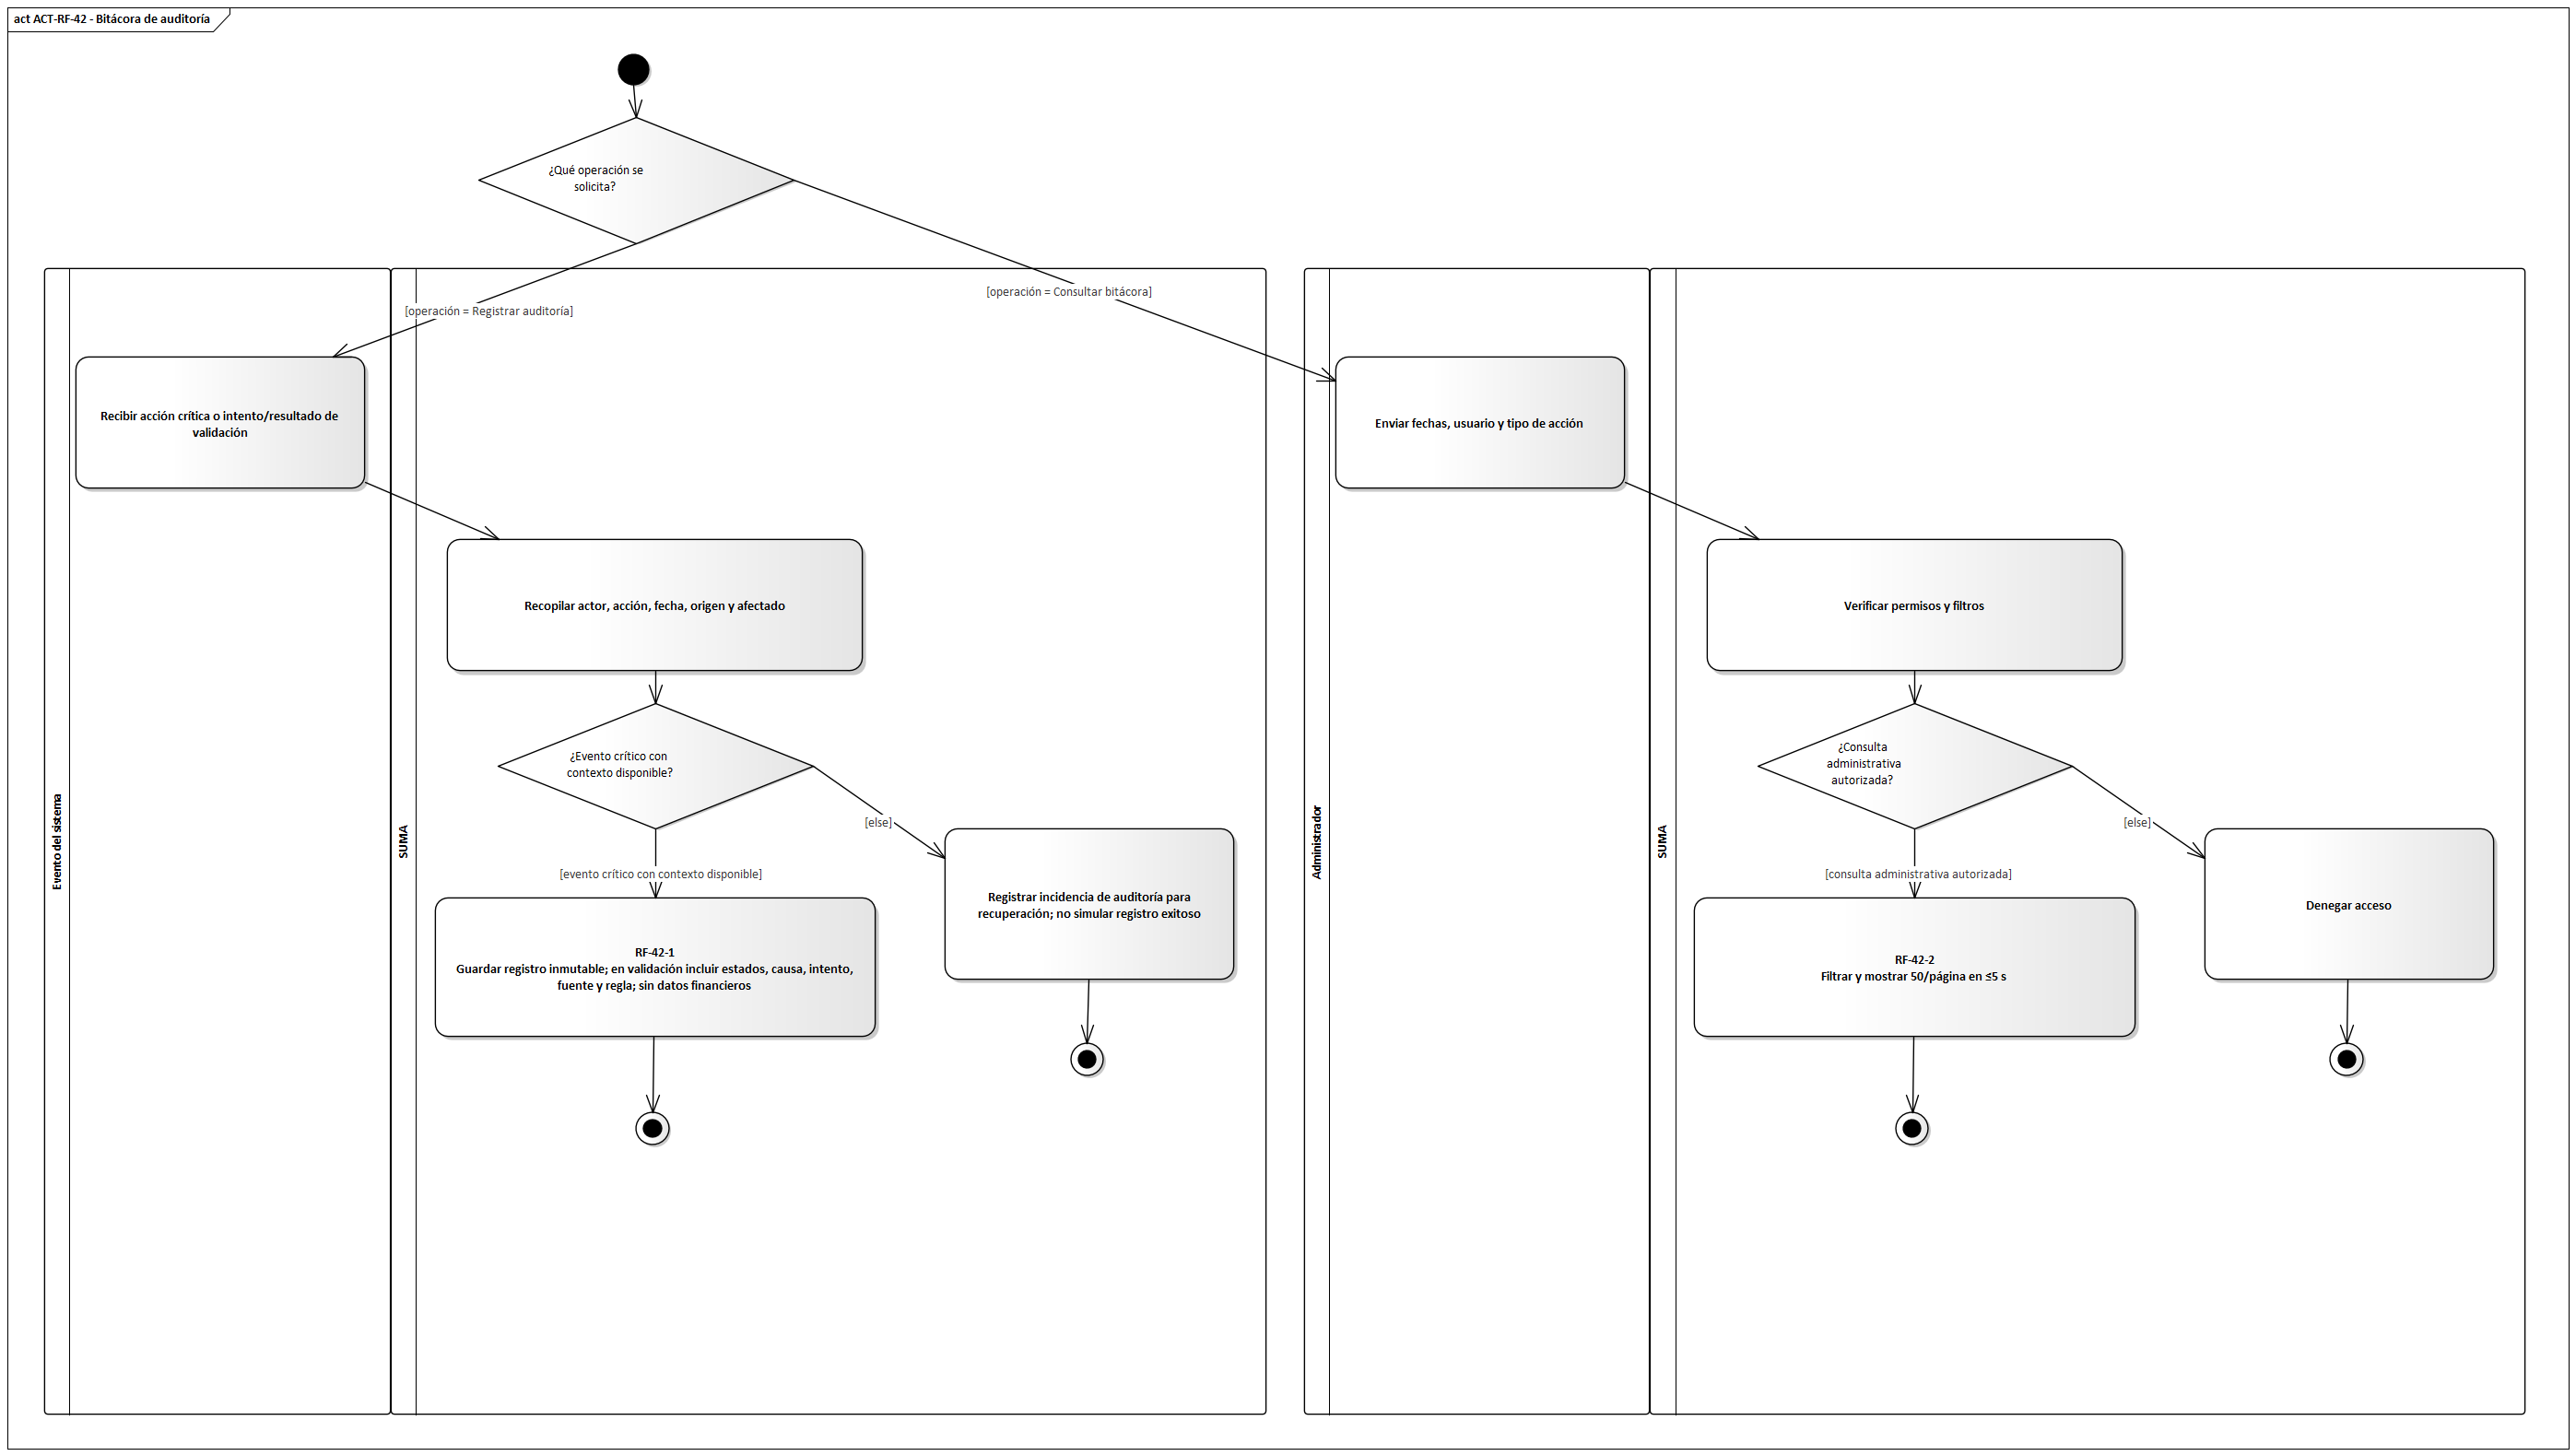 act ACT-RF-42 - Bitácora de auditoría
¿Qué operación se
solicita?
[operación = Registrar auditoría]
[operación = Consultar bitácora]
Evento del sistema
Recibir acción crítica o intento/resultado de
validación
SUMA
Recopilar actor, acción, fecha, origen y afectado
¿Evento crítico con
contexto disponible?
[else]
[evento crítico con contexto disponible]
Registrar incidencia de auditoría para
recuperación; no simular registro exitoso
RF-42-1
Guardar registro inmutable; en validación incluir estados, causa, intento,
fuente y regla; sin datos financieros
Administrador
Enviar fechas, usuario y tipo de acción
SUMA
Verificar permisos y filtros
¿Consulta
administrativa
autorizada?
[else]
[consulta administrativa autorizada]
Denegar acceso
RF-42-2
Filtrar y mostrar 50/página en ≤5 s